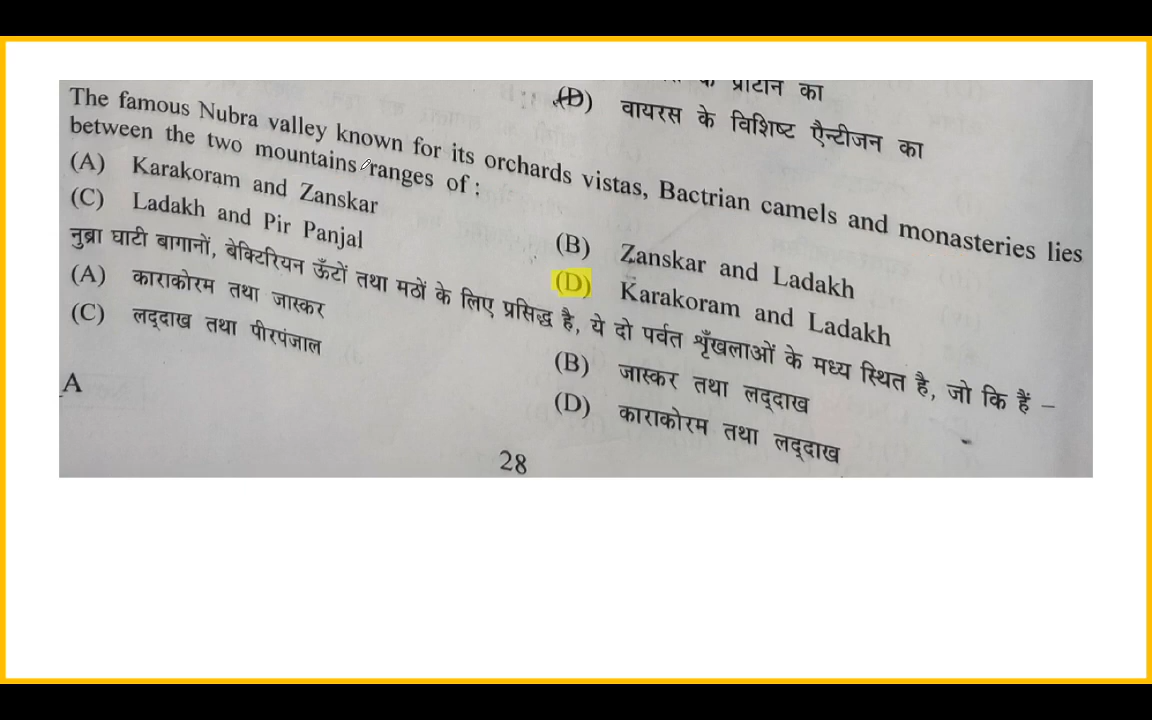 के प्रोटीन का
(D) वायरस के विशिष्ट ऐन्टीजन का
The famous Nubra valley known for its orchards vistas, Bactrian camels and monasteries lies
between the two mountains ranges of :
(A) Karakoram and Zanskar
(B) Zanskar and Ladakh
(C) Ladakh and Pir Panjal
(D) Karakoram and Ladakh
नुब्रा घाटी बागानों, बेक्टिरियन ऊँटों तथा मठों के लिए प्रसिद्ध है, ये दो पर्वत शृँखलाओं के मध्य स्थित है, जो कि हैं –
(A) काराकोरम तथा जास्कर
(B) जास्कर तथा लद्दाख
(C) लद्दाख तथा पीरपंजाल
(D) काराकोरम तथा लद्दाख
A
28